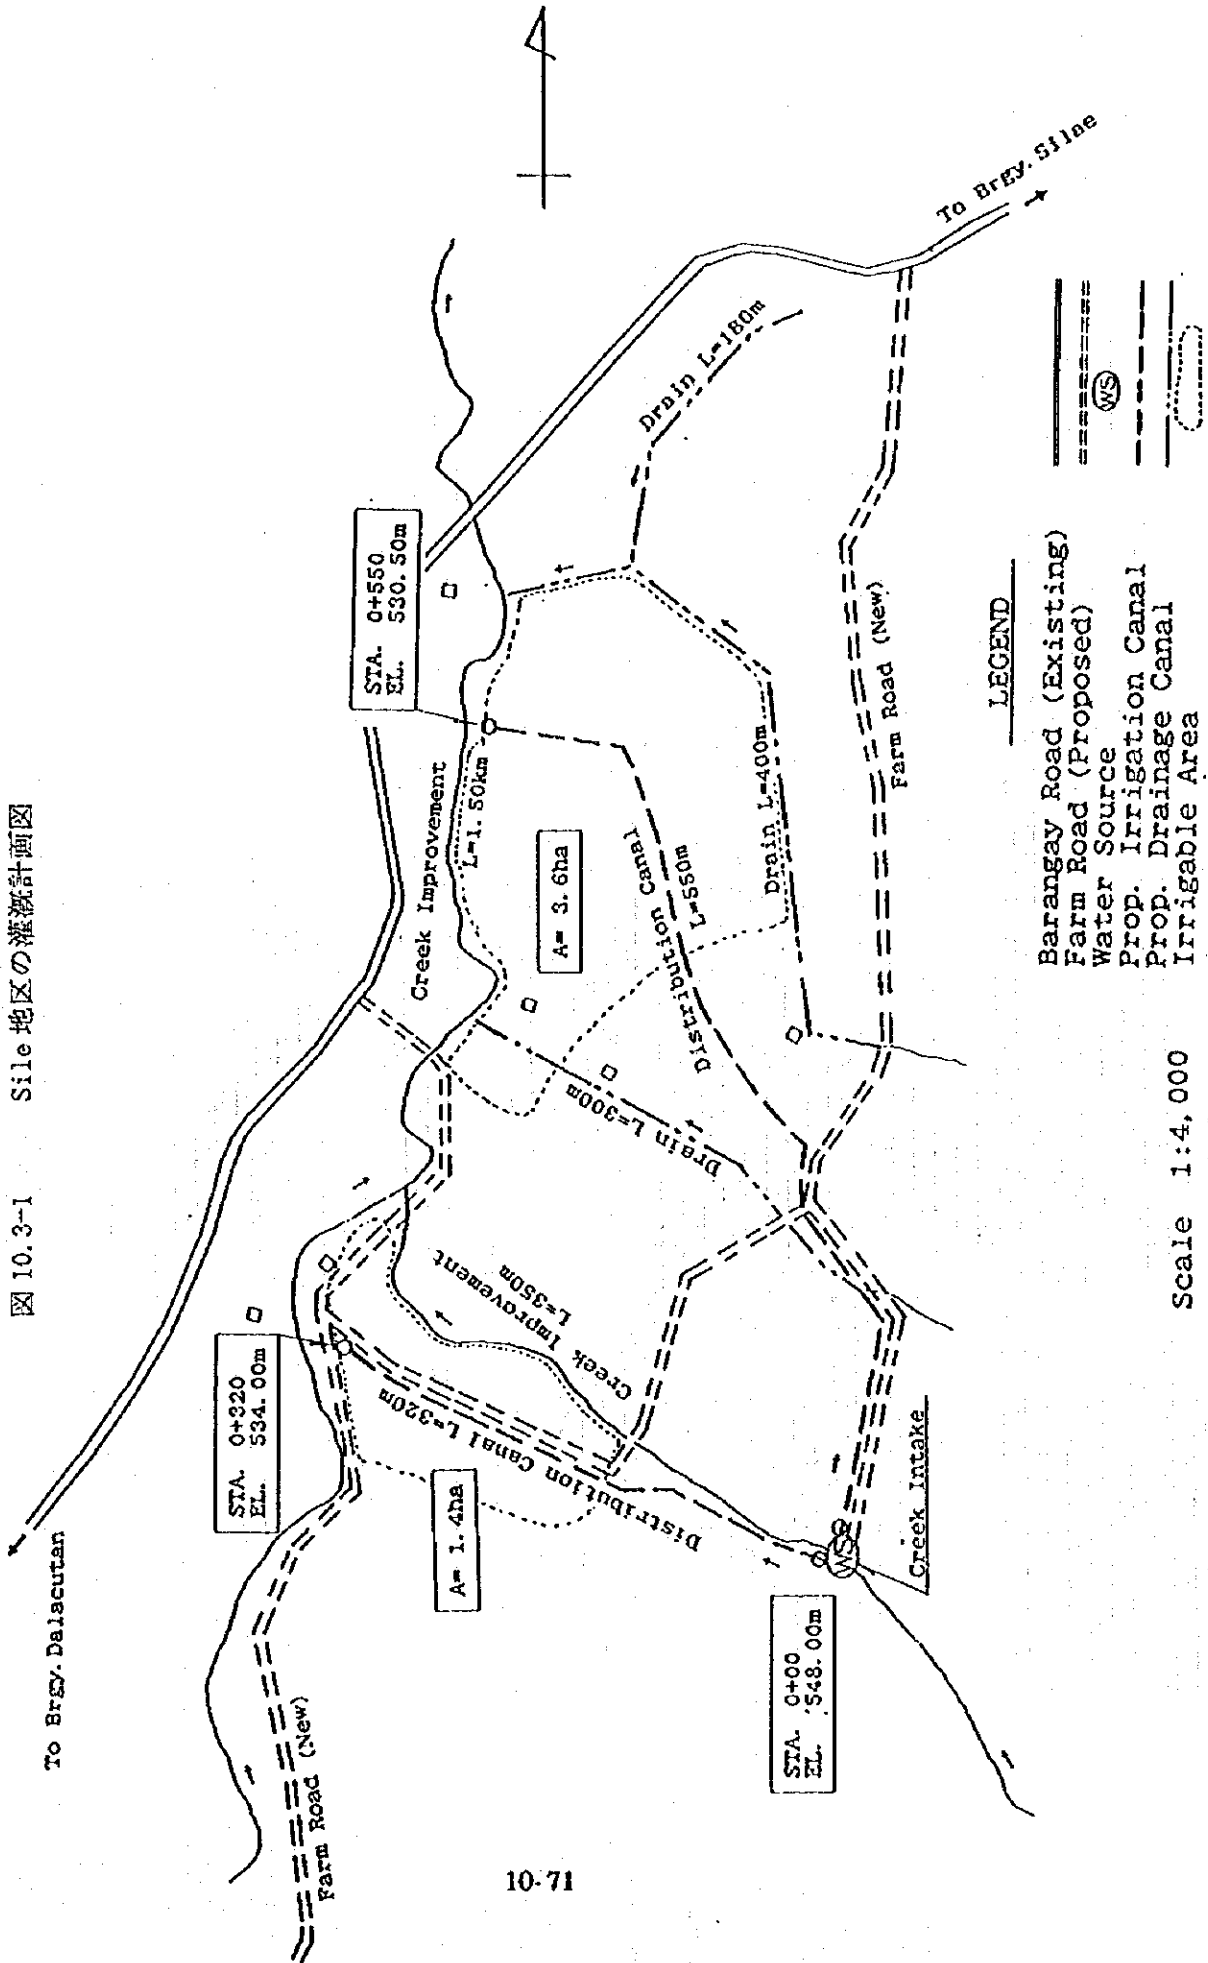 図 10.3-1 Sile 地区の灌漑計画図
To Brgy. Dalacutan
To Brgy. Silae
STA. 0+550
EL. 530.50m
Creek Improvement
L=1.50km
Drain L=180m
A= 3.6ha
Distribution Canal
L=550m
Drain L=400m
Farm Road (New)
Drain L=300m
STA. 0+320
EL. 534.00m
Creek Improvement
L=350m
Distribution Canal L=320m
A= 1.4ha
Farm Road (New)
STA. 0+00
EL. 548.00m
WS
Creek Intake
LEGEND
Barangay Road (Existing)
Farm Road (Proposed)
Water Source
WS
Prop. Irrigation Canal
Prop. Drainage Canal
Irrigable Area
Scale 1:4,000
10-71